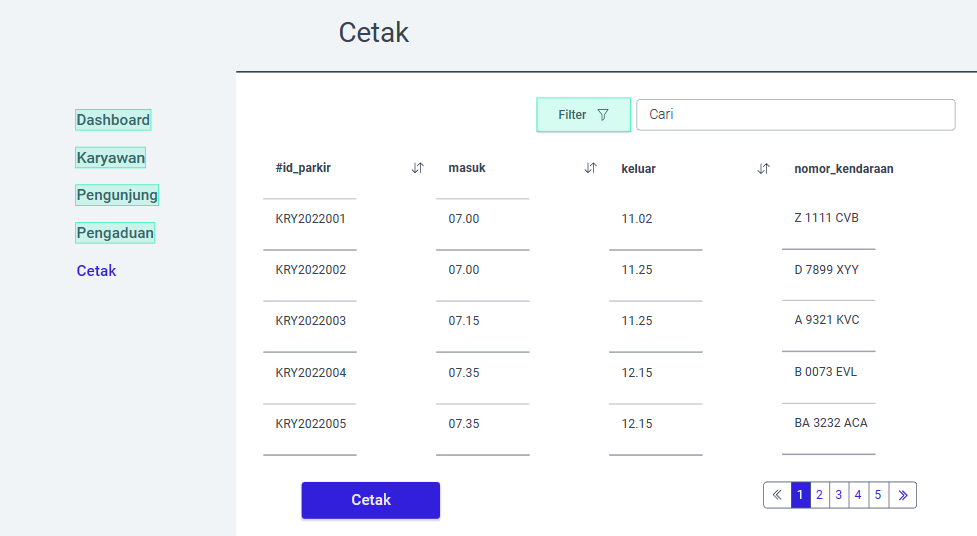 Cetak
Dashboard
Karyawan
Pengunjung
Pengaduan
Cetak
Filter Cari
#id_parkir masuk keluar nomor_kendaraan
KRY2022001 07.00 11.02 Z 1111 CVB
KRY2022002 07.00 11.25 D 7899 XYY
KRY2022003 07.15 11.25 A 9321 KVC
KRY2022004 07.35 12.15 B 0073 EVL
KRY2022005 07.35 12.15 BA 3232 ACA
Cetak
1 2 3 4 5